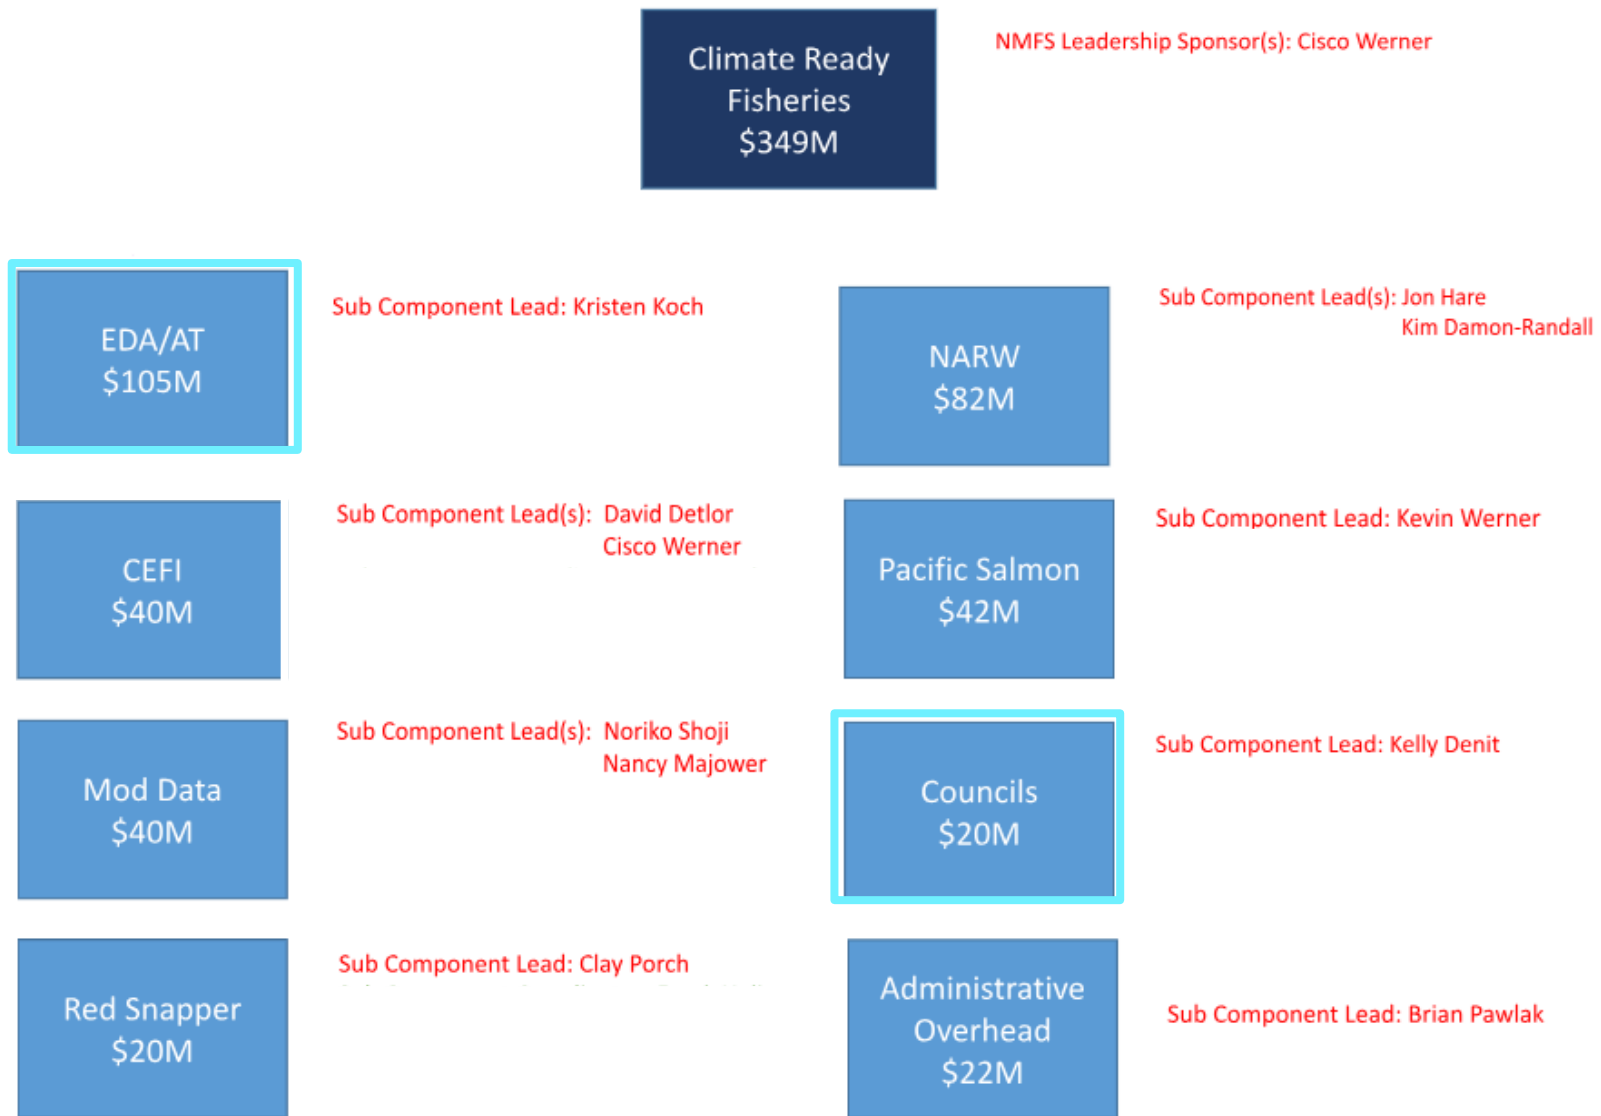 Climate Ready
Fisheries
$349M
NMFS Leadership Sponsor(s): Cisco Werner
EDA/AT
$105M
Sub Component Lead: Kristen Koch
NARW
$82M
Sub Component Lead(s): Jon Hare
Kim Damon-Randall
CEFI
$40M
Sub Component Lead(s): David Detlor
Cisco Werner
Pacific Salmon
$42M
Sub Component Lead: Kevin Werner
Mod Data
$40M
Sub Component Lead(s): Noriko Shoji
Nancy Majower
Councils
$20M
Sub Component Lead: Kelly Denit
Red Snapper
$20M
Sub Component Lead: Clay Porch
Administrative
Overhead
$22M
Sub Component Lead: Brian Pawlak